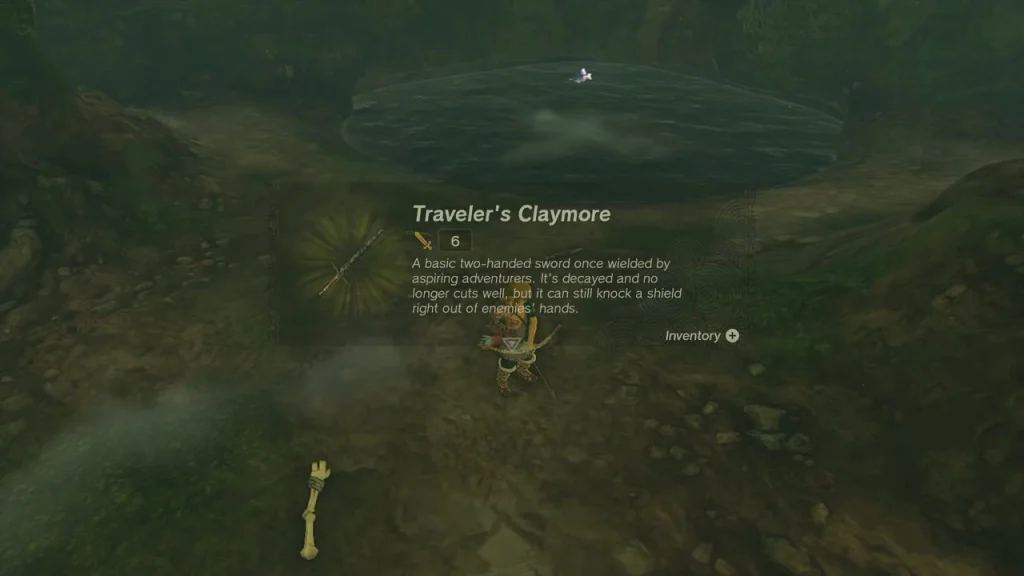 Traveler's Claymore
6
A basic two-handed sword once wielded by
aspiring adventurers. It's decayed and no
longer cuts well, but it can still knock a shield
right out of enemies' hands.
Inventory +